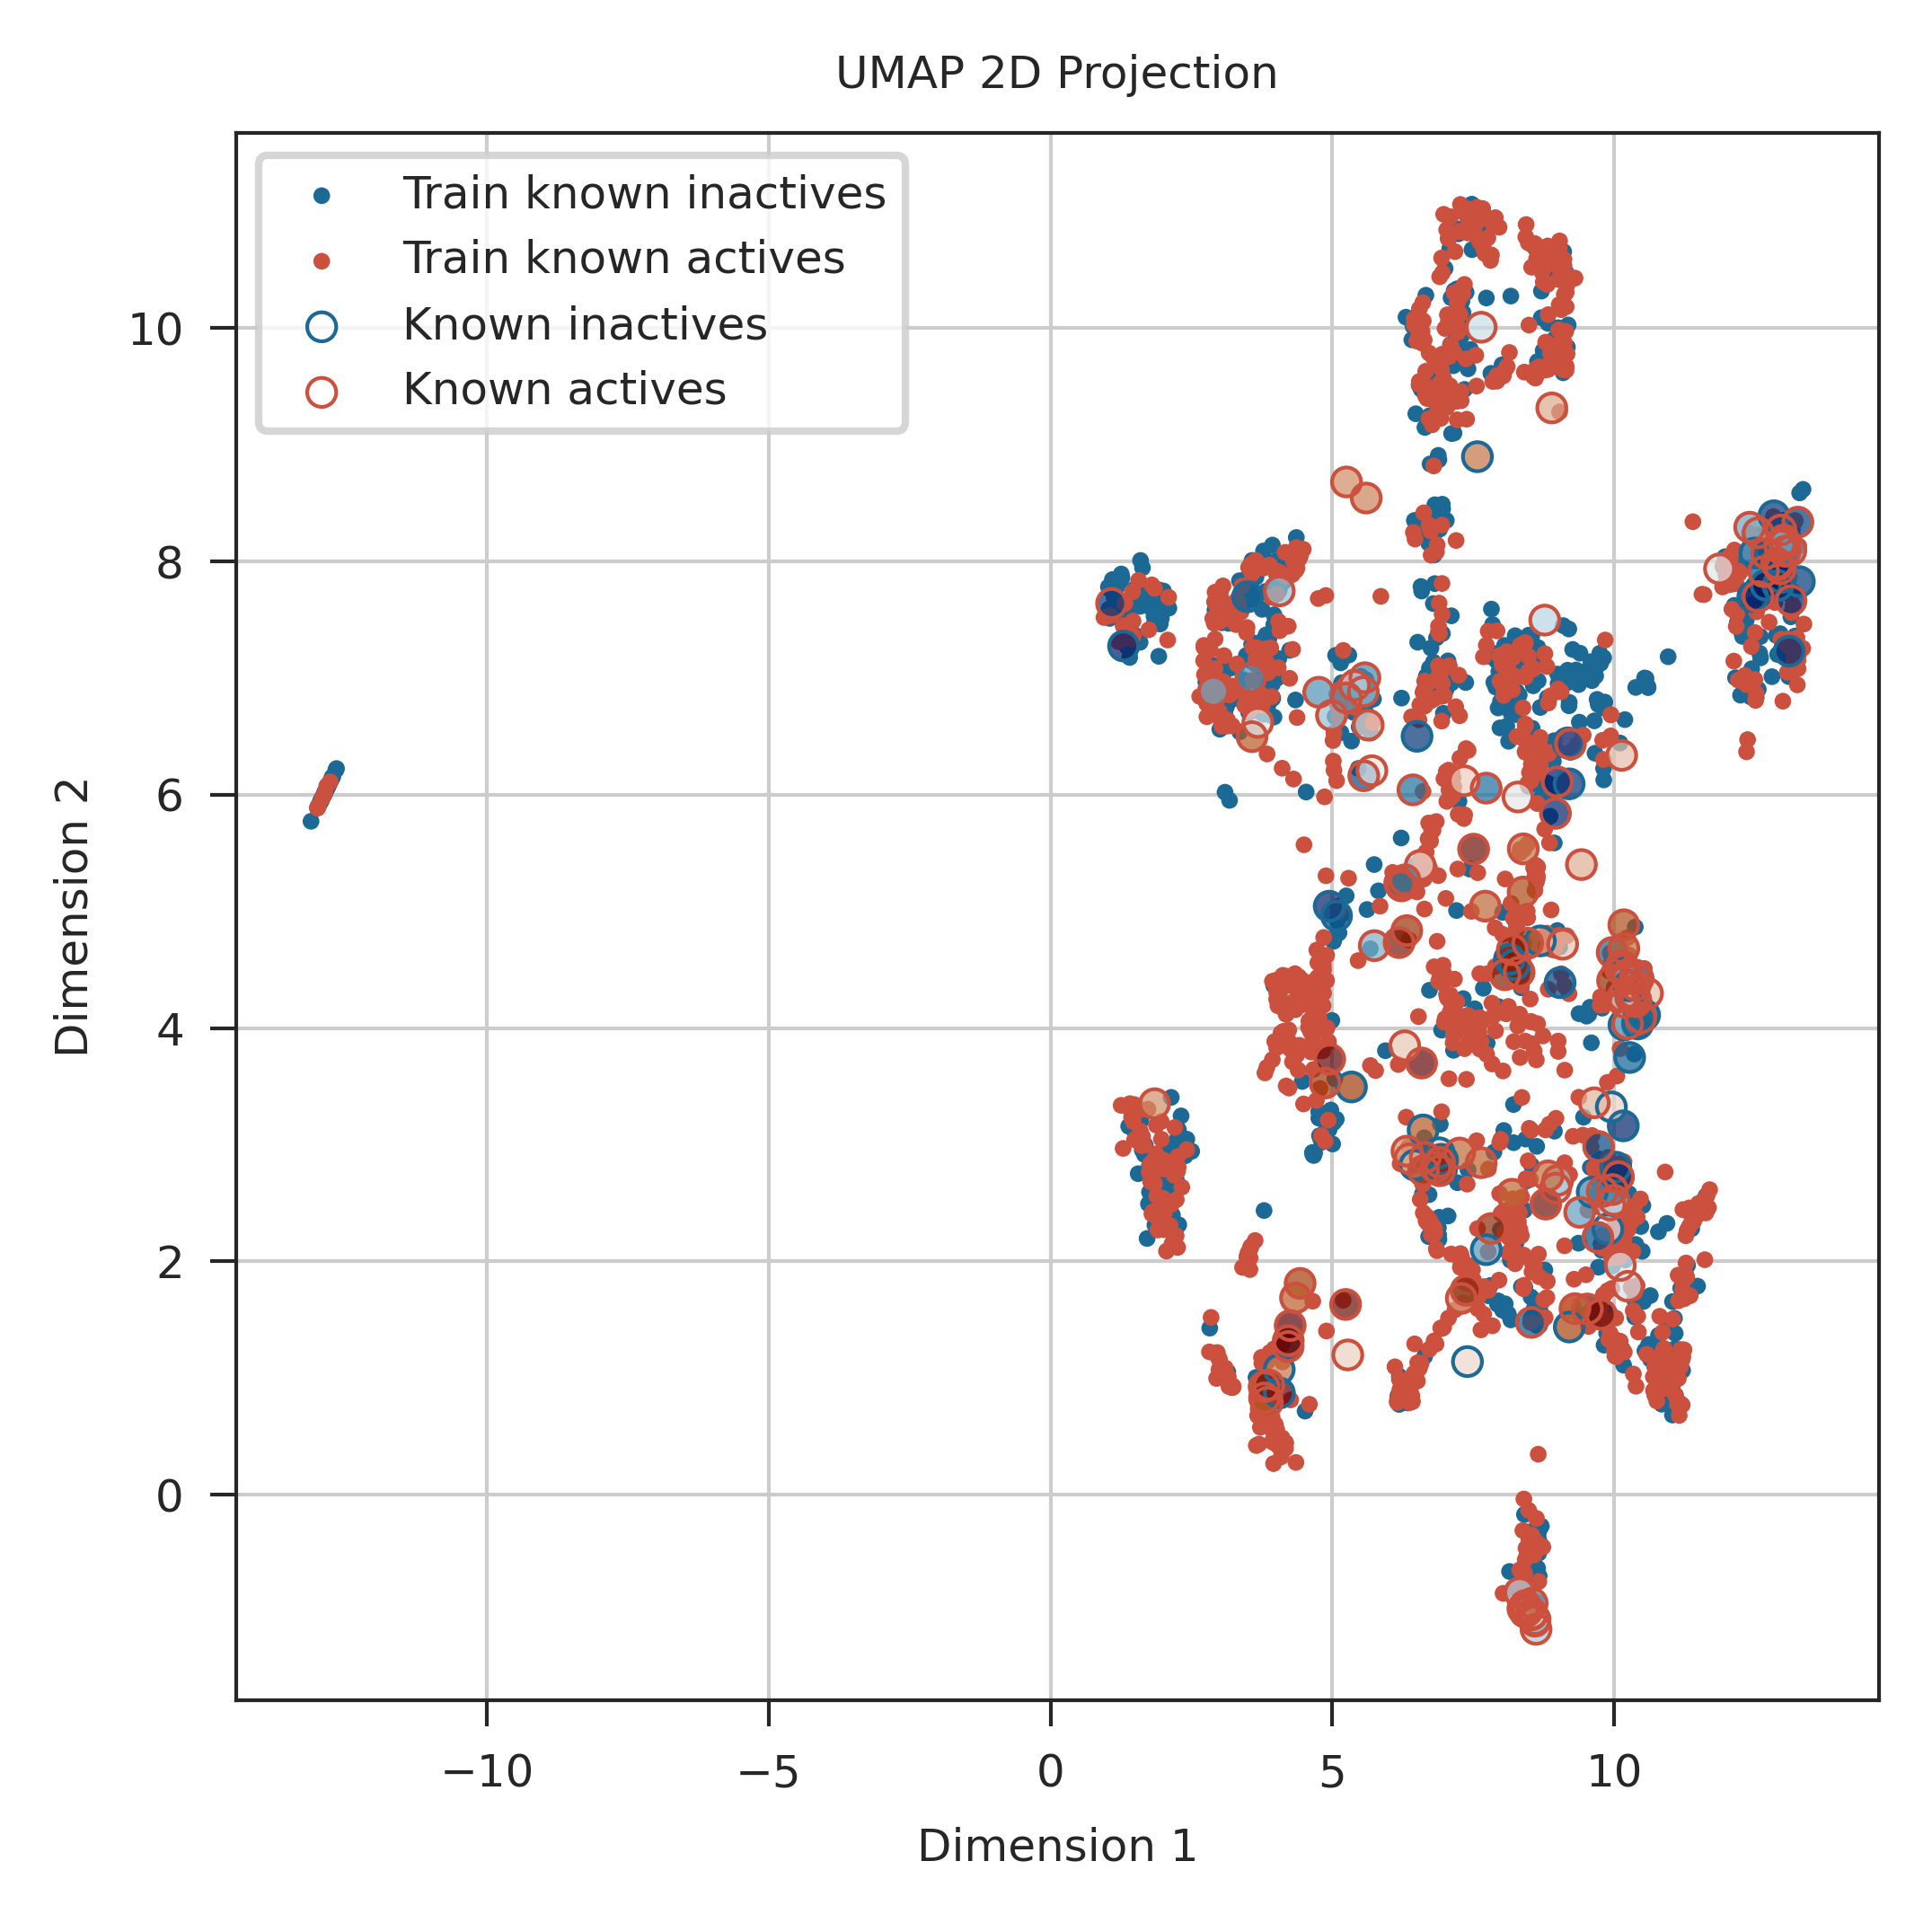 UMAP 2D Projection
Train known inactives
Train known actives
Known inactives
Known actives
10
8
6
4
2
0
Dimension 2
−10
−5
0
5
10
Dimension 1